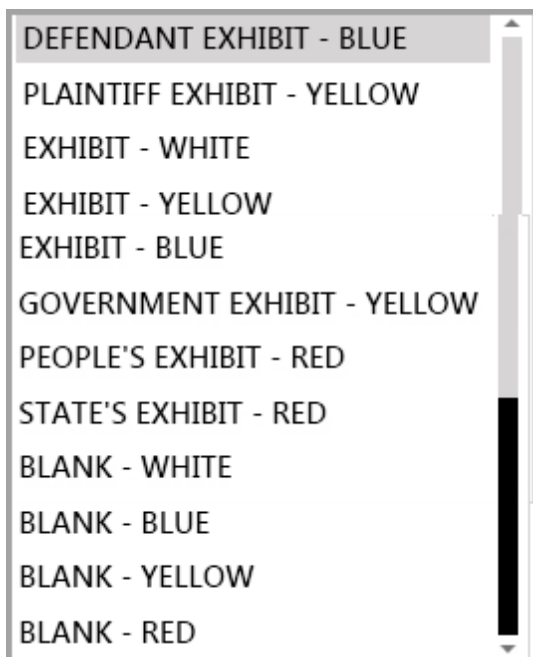 DEFENDANT EXHIBIT - BLUE
PLAINTIFF EXHIBIT - YELLOW
EXHIBIT - WHITE
EXHIBIT - YELLOW
EXHIBIT - BLUE
GOVERNMENT EXHIBIT - YELLOW
PEOPLE'S EXHIBIT - RED
STATE'S EXHIBIT - RED
BLANK - WHITE
BLANK - BLUE
BLANK - YELLOW
BLANK - RED